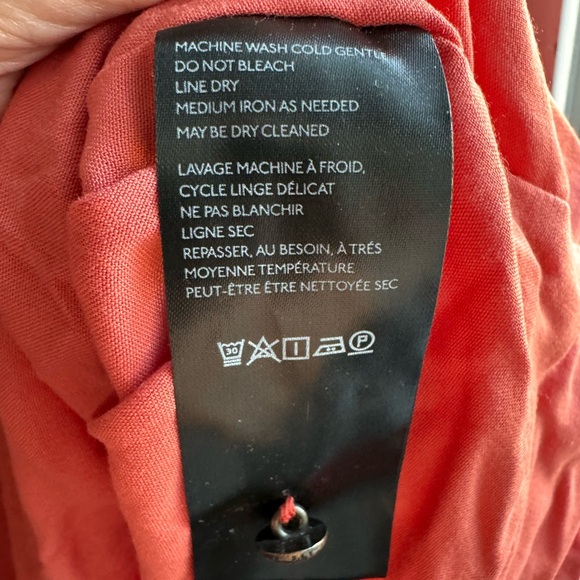 MACHINE WASH COLD GENTLE
DO NOT BLEACH
LINE DRY
MEDIUM IRON AS NEEDED
MAY BE DRY CLEANED
LAVAGE MACHINE À FROID,
CYCLE LINGE DÉLICAT
NE PAS BLANCHIR
LIGNE SEC
REPASSER, AU BESOIN, À TRÉS
MOYENNE TEMPÉRATURE
PEUT-ÊTRE ÊTRE NETTOYÉE SEC
30 P